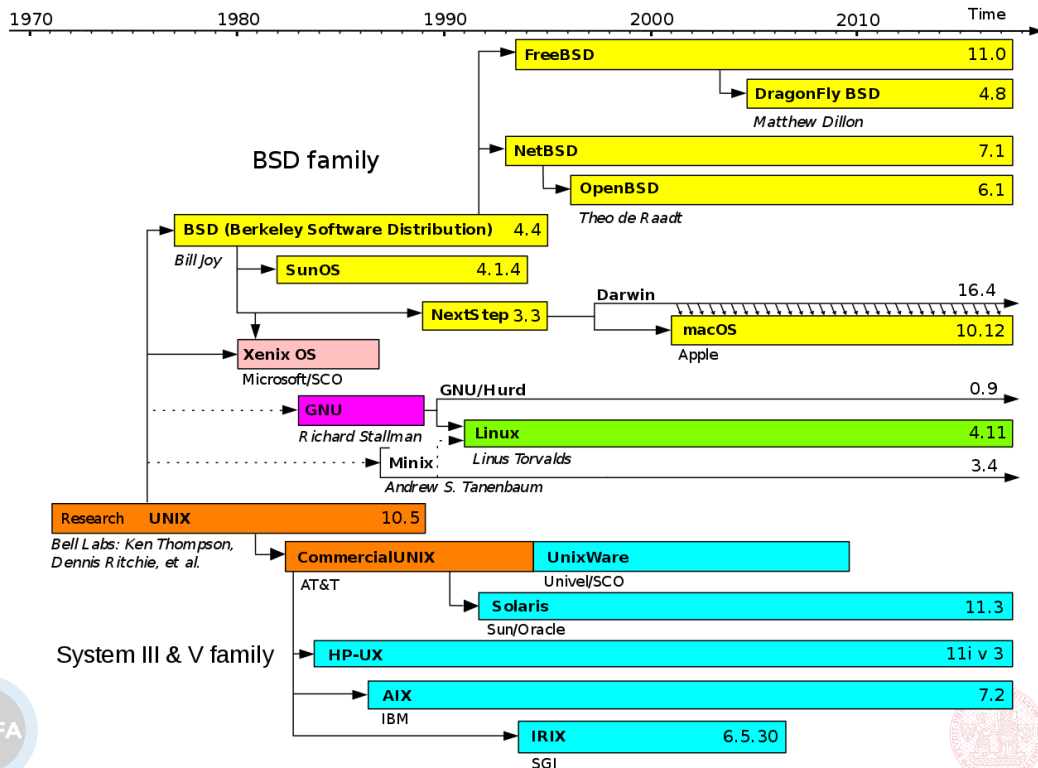 1970 1980 1990 2000 2010 Time
FreeBSD 11.0
DragonFly BSD 4.8
Matthew Dillon
BSD family
NetBSD 7.1
OpenBSD 6.1
Theo de Raadt
BSD (Berkeley Software Distribution) 4.4
Bill Joy
SunOS 4.1.4
Darwin 16.4
NextStep 3.3
macOS 10.12
Apple
Xenix OS
Microsoft/SCO
GNU/Hurd 0.9
GNU
Richard Stallman
Linux 4.11
Linus Torvalds
Minix 3.4
Andrew S. Tanenbaum
Research UNIX 10.5
Bell Labs: Ken Thompson,
Dennis Ritchie, et al.
CommercialUNIX UnixWare
AT&T Univel/SCO
Solaris 11.3
Sun/Oracle
System III & V family
HP-UX 11i v 3
AIX 7.2
IBM
IRIX 6.5.30
SGI
FA